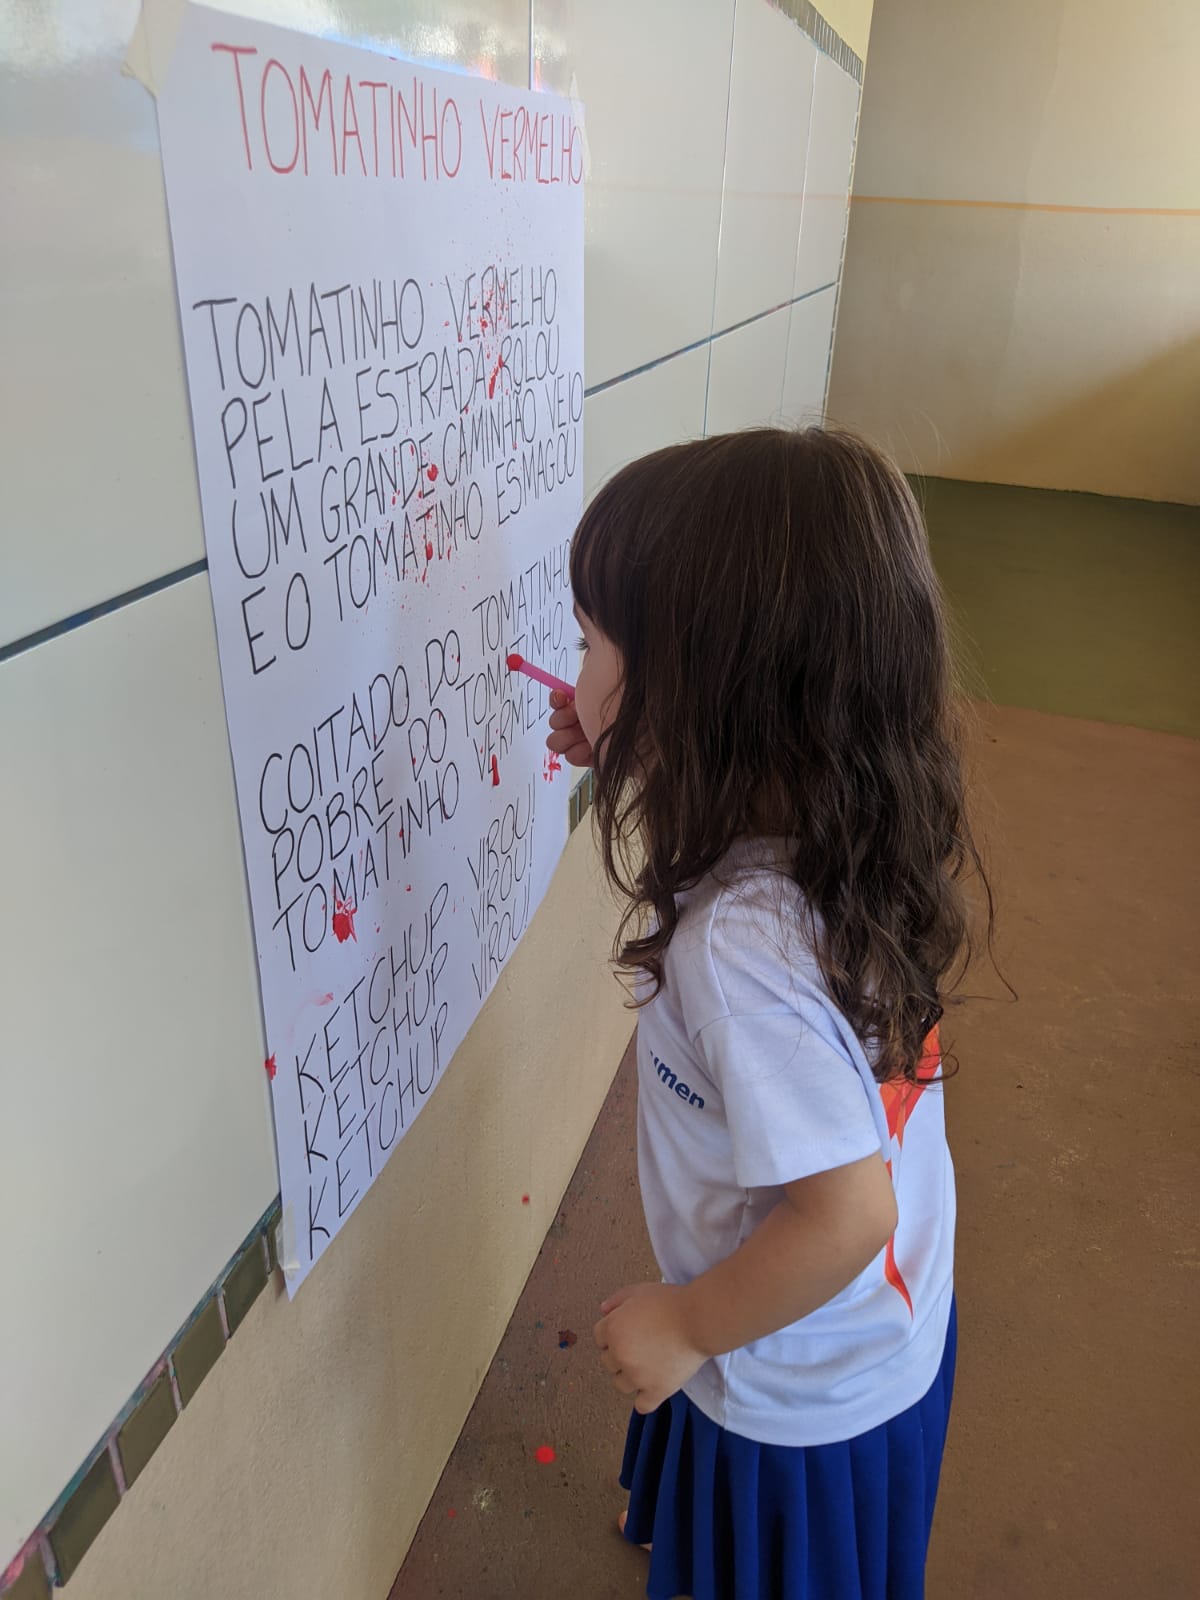 TOMATINHO VERMELHO
TOMATINHO VERMELHO
PELA ESTRADA ROLOU
UM GRANDE CAMINHÃO VEIO
E O TOMATINHO ESMAGOU
COITADO DO TOMATINHO
POBRE DO TOMATINHO
TOMATINHO VERMELHO
KETCHUP VIROU!
KETCHUP VIROU!
KETCHUP VIROU!
umen